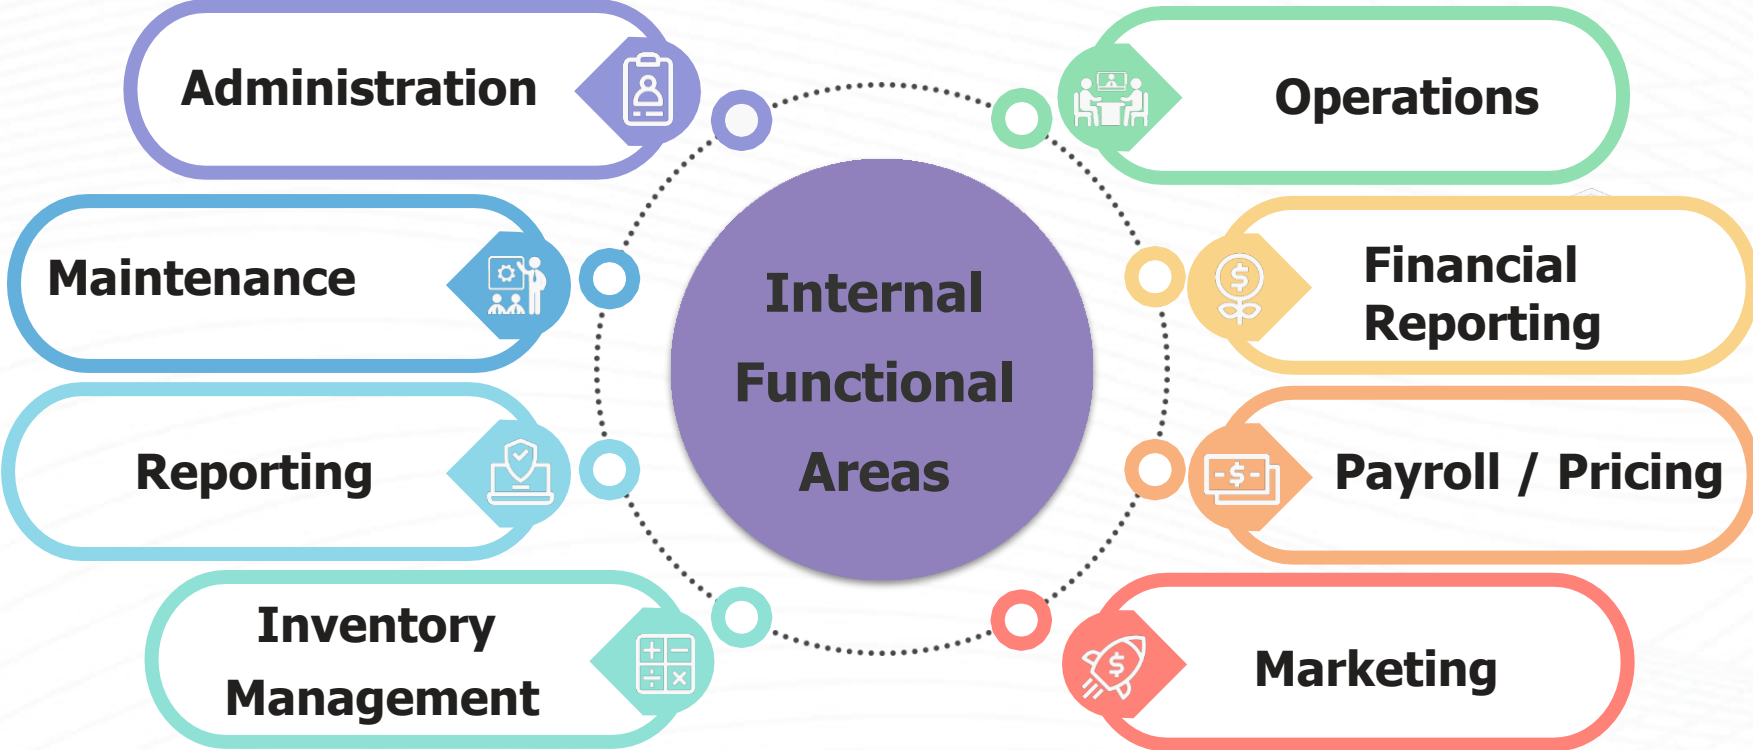 Administration
Maintenance
Reporting
Inventory
Management
Internal
Functional
Areas
Operations
Financial
Reporting
Payroll / Pricing
Marketing